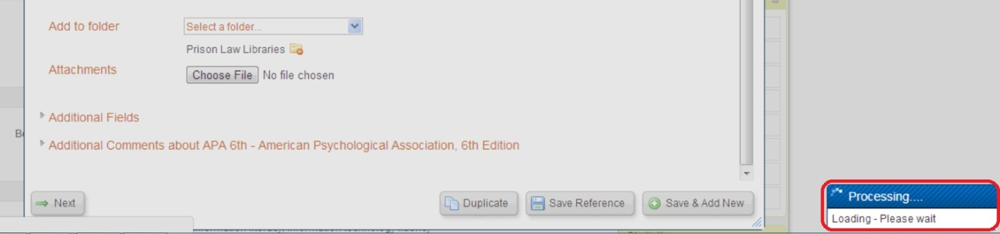 Add to folder
Select a folder...
Prison Law Libraries
Attachments
Choose File No file chosen
Additional Fields
Additional Comments about APA 6th - American Psychological Association, 6th Edition
Next
Duplicate
Save Reference
Save & Add New
Processing....
Loading - Please wait